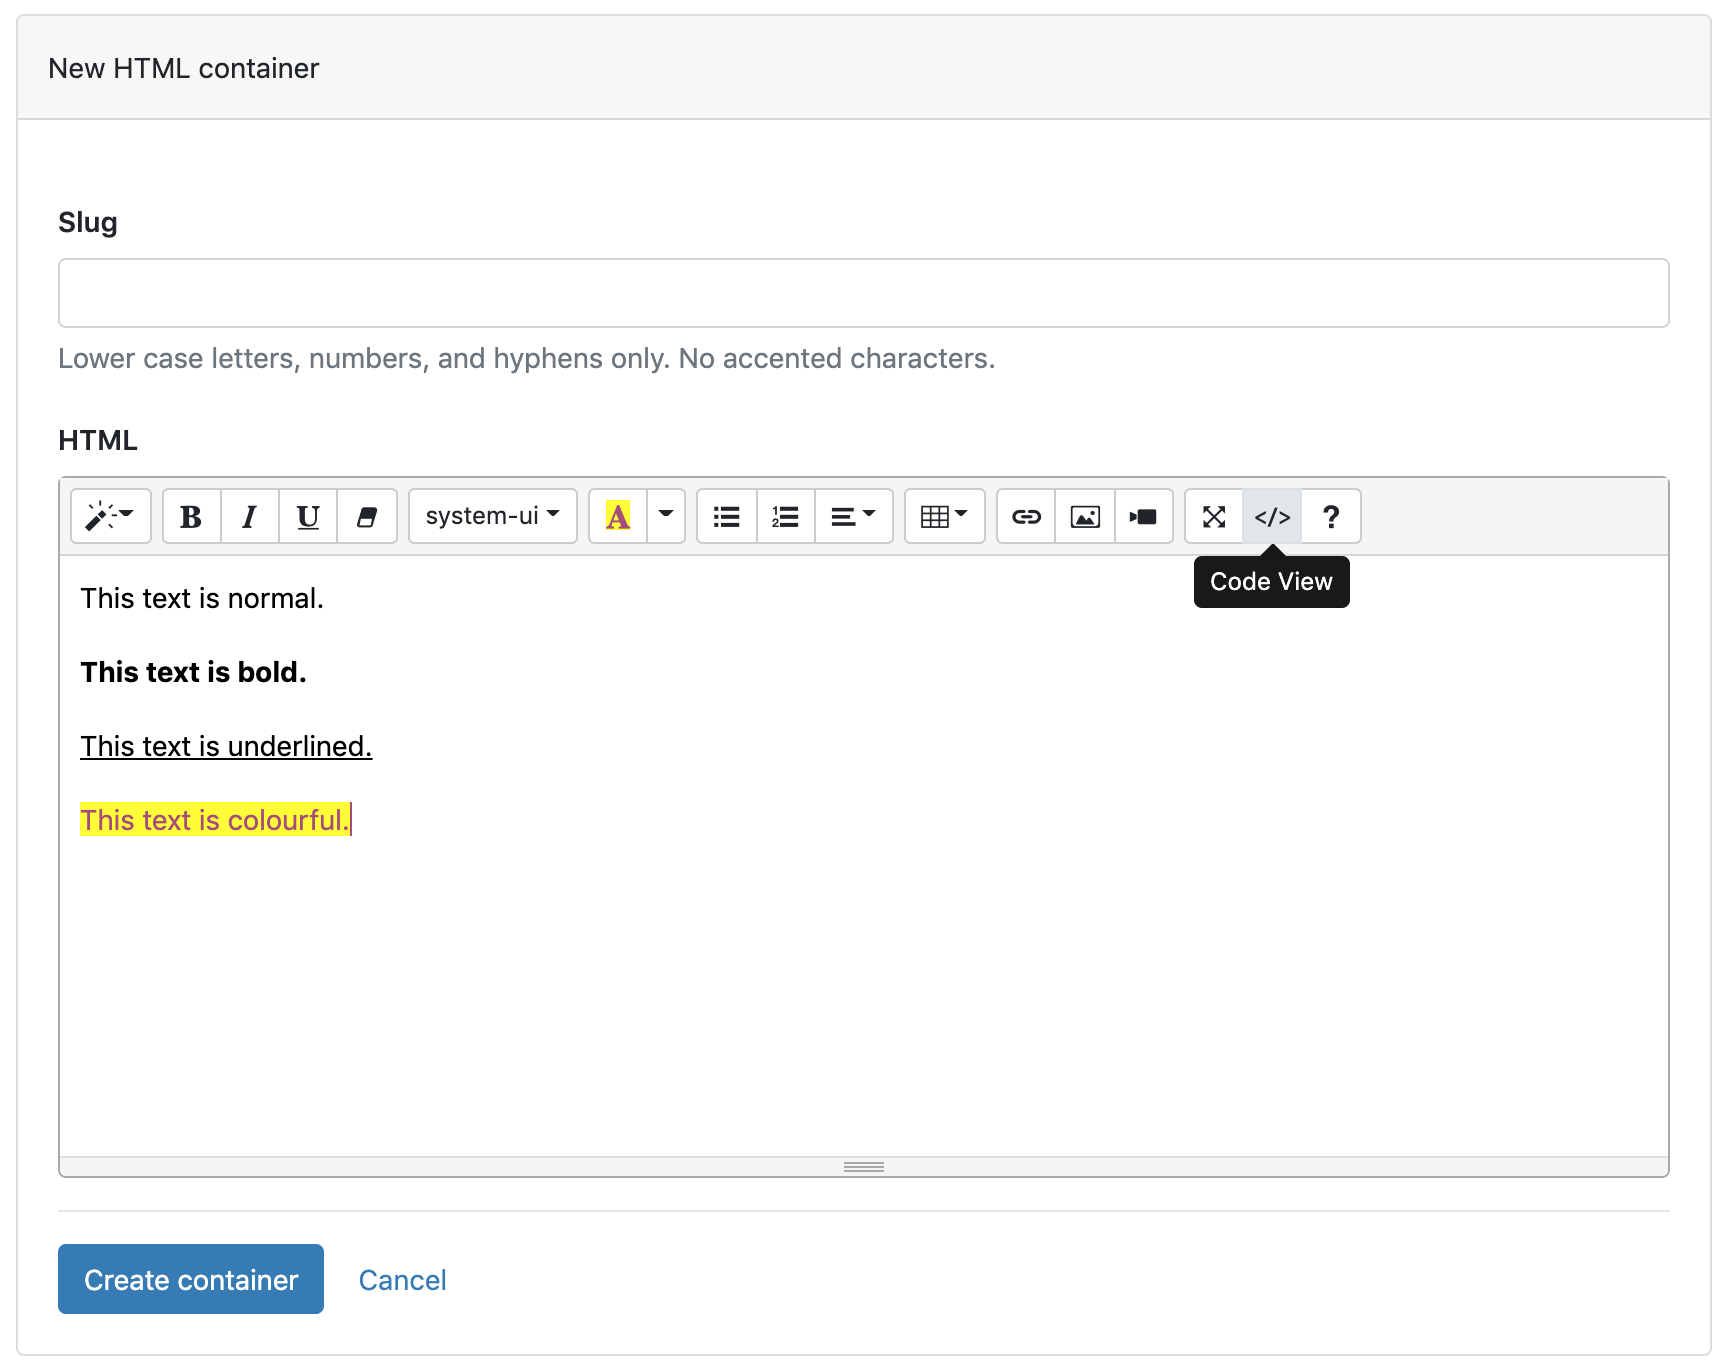 New HTML container
Slug
Lower case letters, numbers, and hyphens only. No accented characters.
HTML
B I U system-ui A </> ?
Code View
This text is normal.
This text is bold.
This text is underlined.
This text is colourful.
Create container Cancel